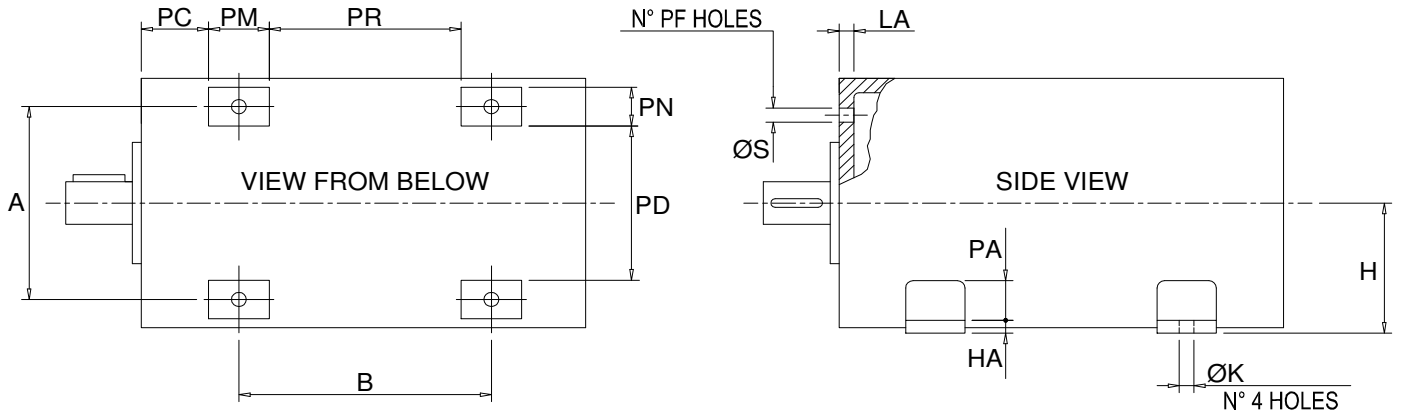 PC
PM
PR
N° PF HOLES
LA
PN
ØS
A
VIEW FROM BELOW
PD
SIDE VIEW
PA
H
HA
B
ØK
N° 4 HOLES